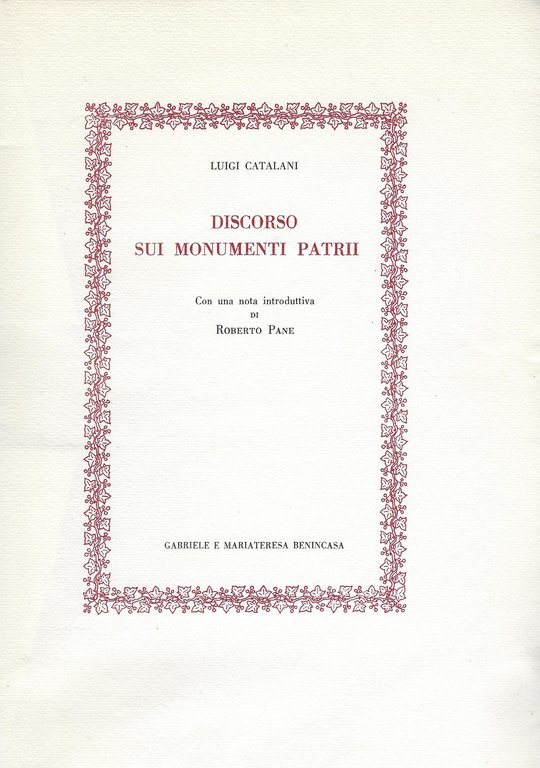 LUIGI CATALANI
DISCORSO
SUI MONUMENTI PATRII
Con una nota introduttiva
DI
ROBERTO PANE
GABRIELE E MARIATERESA BENINCASA